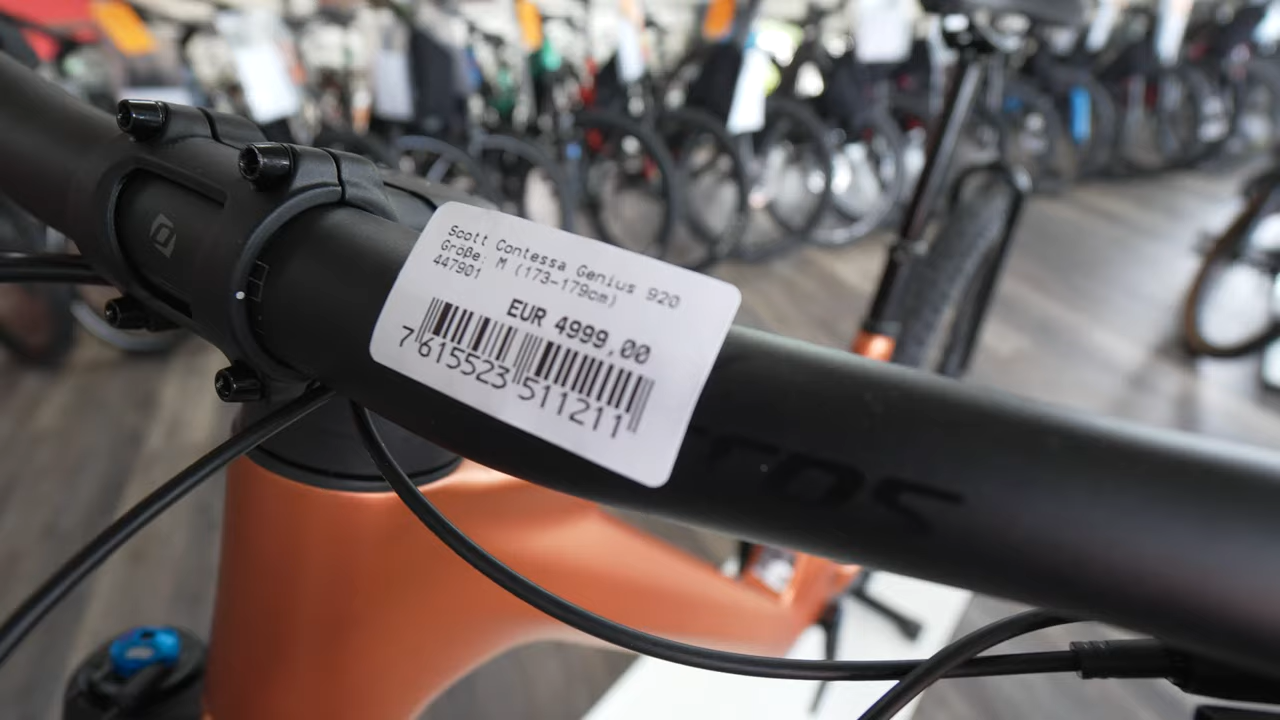 Scott Contessa Genius 920
Größe: M (173-179cm)
447901
EUR 4999,00
7 615523 511211